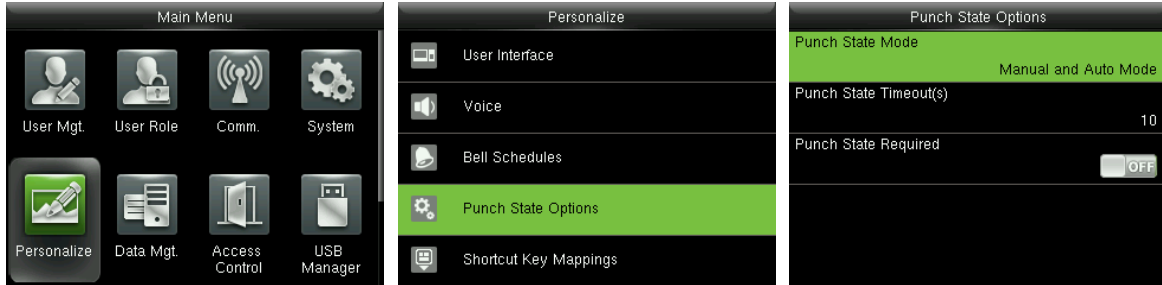 Main Menu
User Mgt.
User Role
Comm.
System
Personalize
Data Mgt.
Access
Control
USB
Manager
Personalize
User Interface
Voice
Bell Schedules
Punch State Options
Shortcut Key Mappings
Punch State Options
Punch State Mode
Manual and Auto Mode
Punch State Timeout(s)
10
Punch State Required
OFF